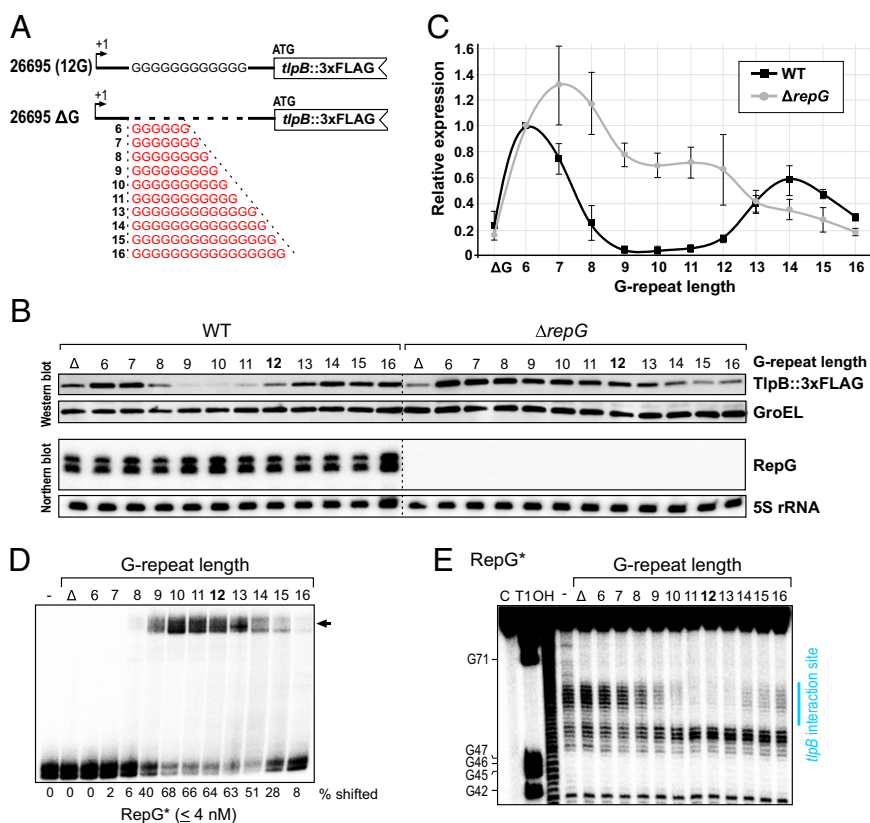 A
+1
ATG
26695 (12G)
GGGGGGGGGGGG
tlpB::3xFLAG
+1
ATG
26695 ΔG
tlpB::3xFLAG
6 GGGGGG
7 GGGGGGG
8 GGGGGGGG
9 GGGGGGGGG
10 GGGGGGGGGG
11 GGGGGGGGGGG
13 GGGGGGGGGGGGG
14 GGGGGGGGGGGGGG
15 GGGGGGGGGGGGGGG
16 GGGGGGGGGGGGGGGG
C
Relative expression
1.6
1.4
1.2
1.0
0.8
0.6
0.4
0.2
0
WT
ΔrepG
ΔG 6 7 8 9 10 11 12 13 14 15 16
G-repeat length
B
WT
ΔrepG
Δ 6 7 8 9 10 11 12 13 14 15 16 Δ 6 7 8 9 10 11 12 13 14 15 16 G-repeat length
Western blot
TlpB::3xFLAG
GroEL
Northern blot
RepG
5S rRNA
D
G-repeat length
- Δ 6 7 8 9 10 11 12 13 14 15 16
0 0 0 2 6 40 68 66 64 63 51 28 8 % shifted
RepG* (≤ 4 nM)
E
RepG*
G-repeat length
C T1 OH - Δ 6 7 8 9 10 11 12 13 14 15 16
G71
G47
G46
G45
G42
tlpB interaction site